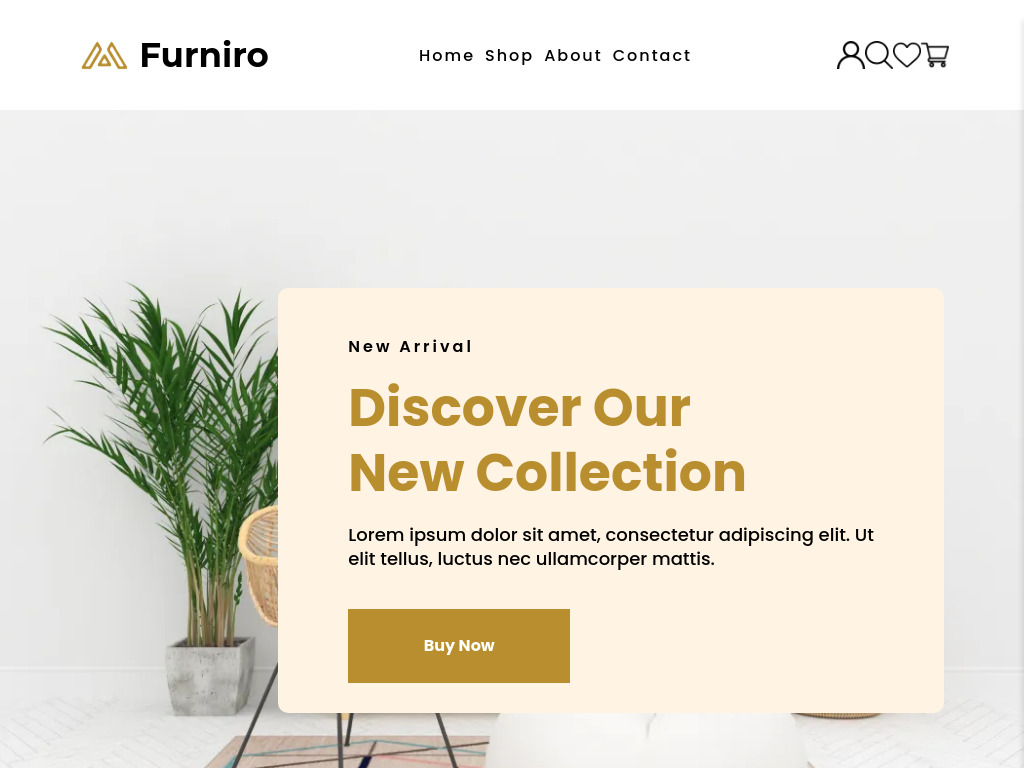 Furniro
Home Shop About Contact
New Arrival
Discover Our
New Collection
Lorem ipsum dolor sit amet, consectetur adipiscing elit. Ut
elit tellus, luctus nec ullamcorper mattis.
Buy Now